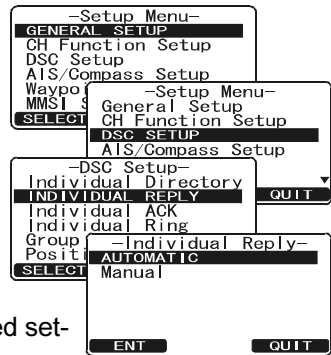 -Setup Menu-
GENERAL SETUP
CH Function Setup
DSC Setup
AIS/Compass Setup
MMSI
SELECT
-Setup Menu-
General Setup
CH Function Setup
DSC SETUP
AIS/Compass Setup
QUIT
-DSC Setup-
Individual Directory
INDIVIDUAL REPLY
Individual ACK
Individual Ring
Group
SELECT
-Individual Reply-
AUTOMATIC
Manual
ENT
QUIT
ed set-